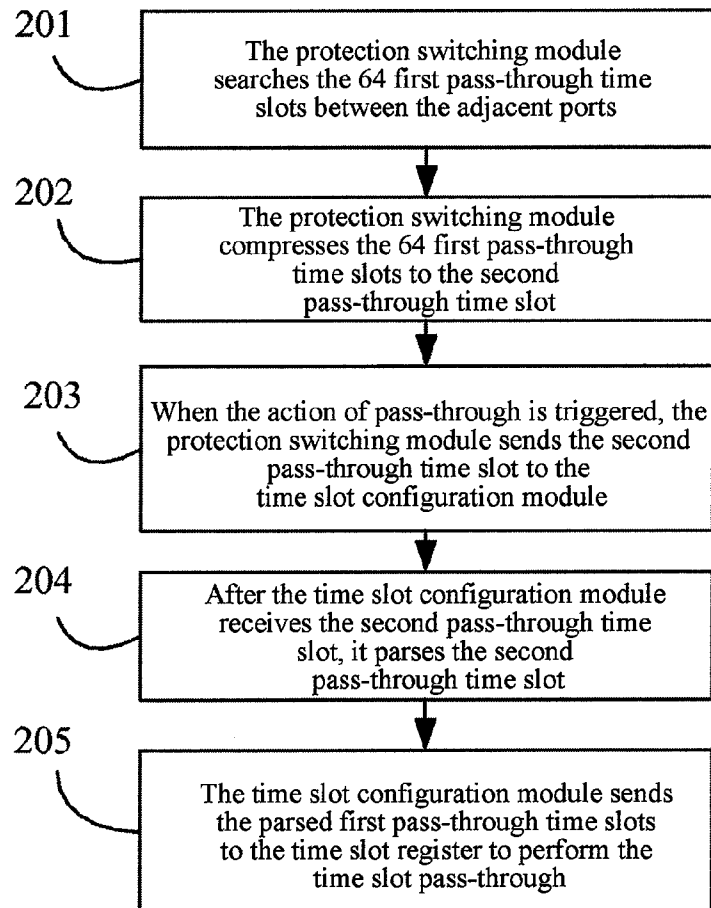 201
The protection switching module
searches the 64 first pass-through time
slots between the adjacent ports
202
The protection switching module
compresses the 64 first pass-through
time slots to the second
pass-through time slot
203
When the action of pass-through is triggered, the
protection switching module sends the second
pass-through time slot to the
time slot configuration module
204
After the time slot configuration module
receives the second pass-through time
slot, it parses the second
pass-through time slot
205
The time slot configuration module sends
the parsed first pass-through time slots
to the time slot register to perform the
time slot pass-through